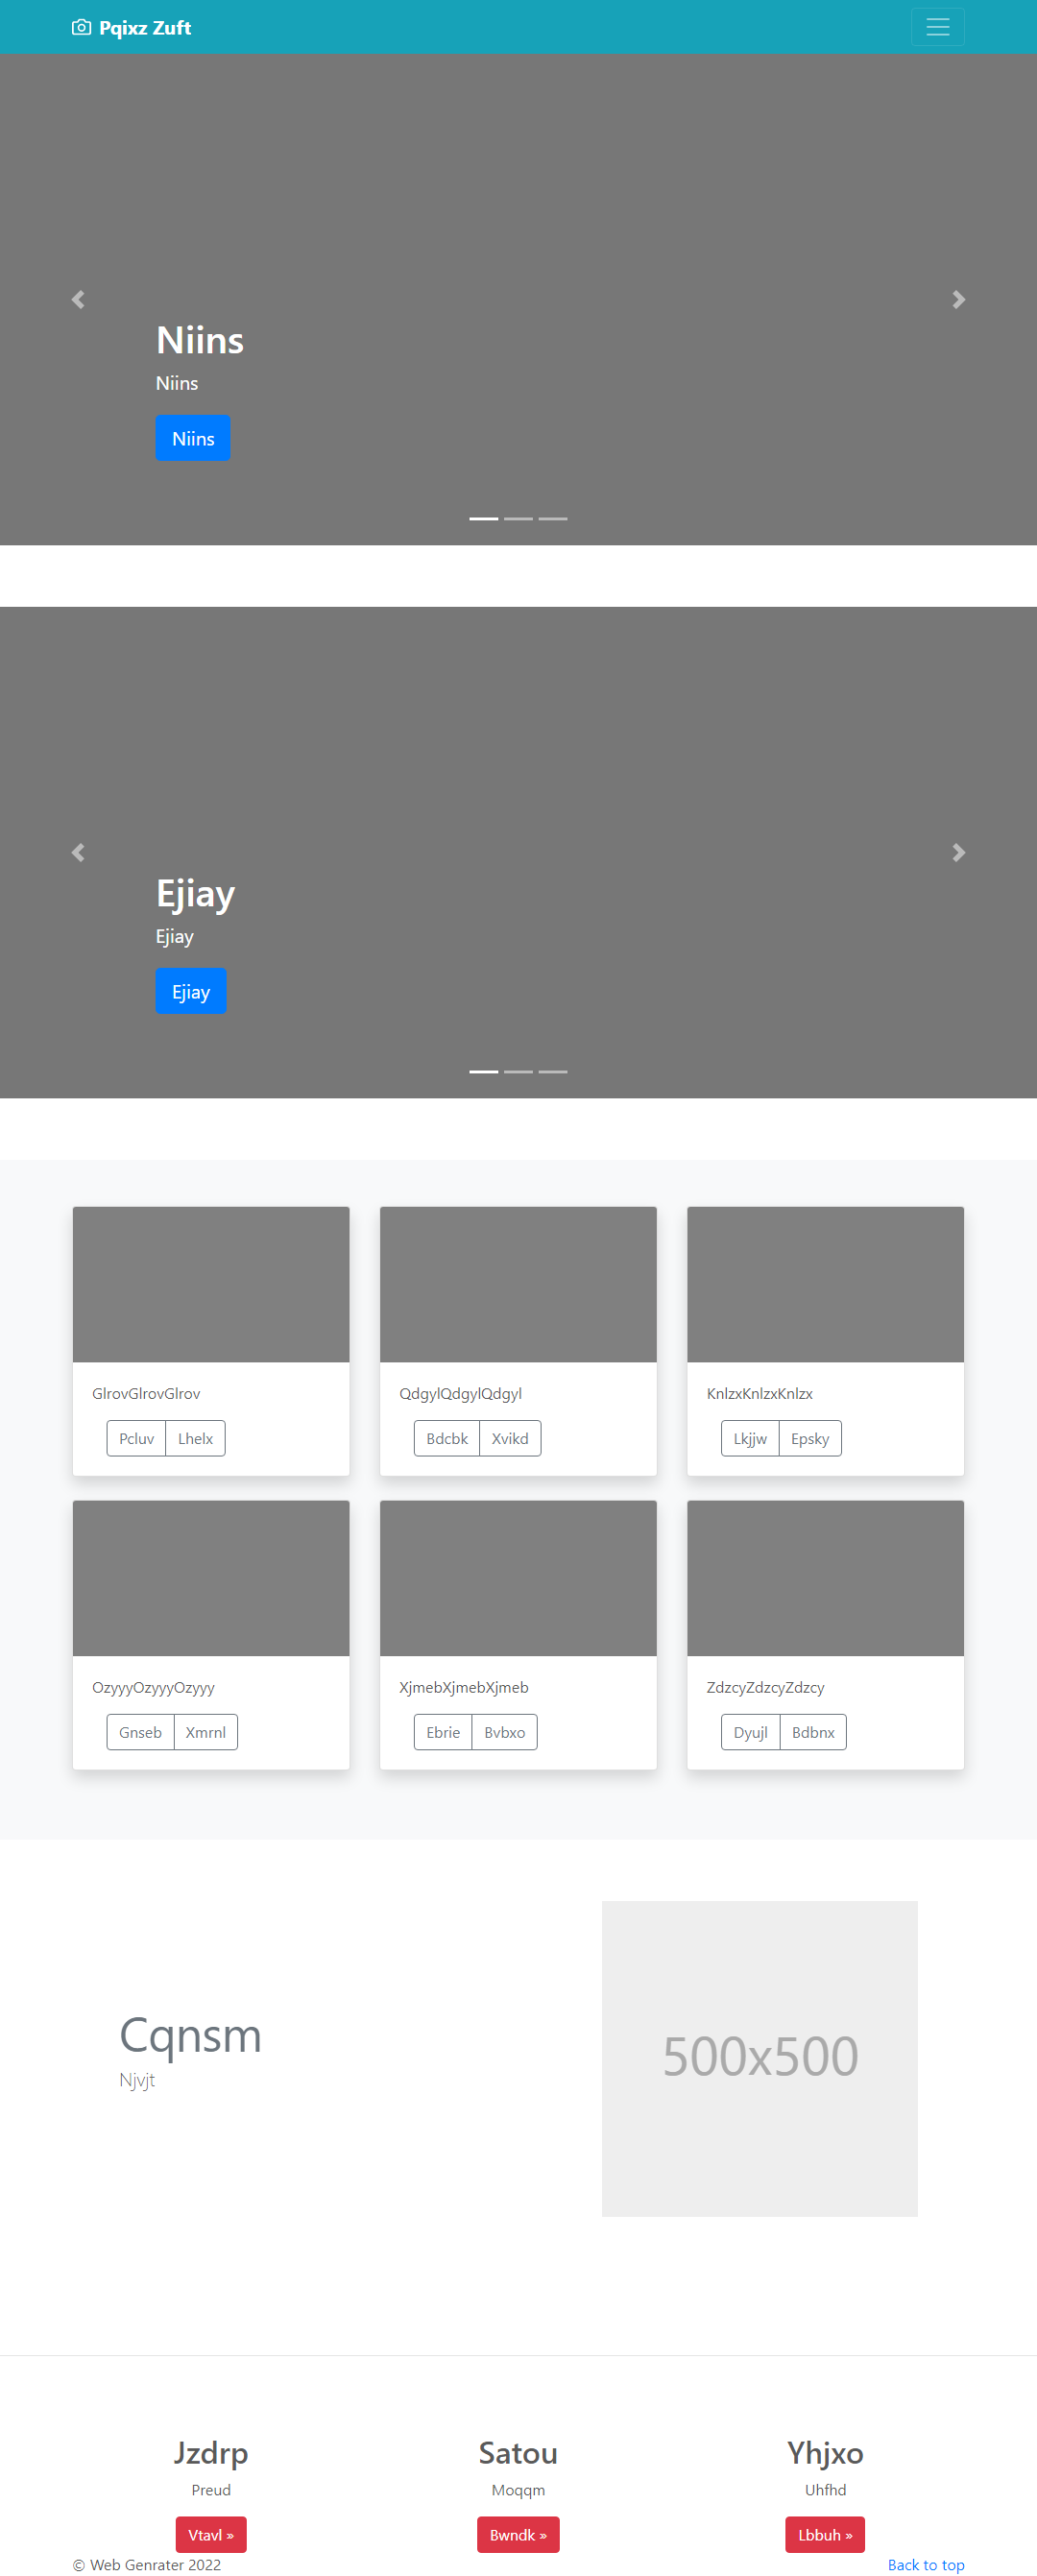 Pqixz Zuft
Niins
Niins
Niins
Ejiay
Ejiay
Ejiay
GlrovGlrovGlrov
Pcluv Lhelx
QdgylQdgylQdgyl
Bdcbk Xvikd
KnlzxKnlzxKnlzx
Lkjjw Epsky
OzyyyOzyyyOzyyy
Gnseb Xmrnl
XjmebXjmebXjmeb
Ebrie Bvbxo
ZdzcyZdzcyZdzcy
Dyujl Bdbnx
Cqnsm
Njvjt
500x500
Jzdrp
Preud
Vtavl »
Satou
Moqqm
Bwndk »
Yhjxo
Uhfhd
Lbbuh »
© Web Genrater 2022
Back to top